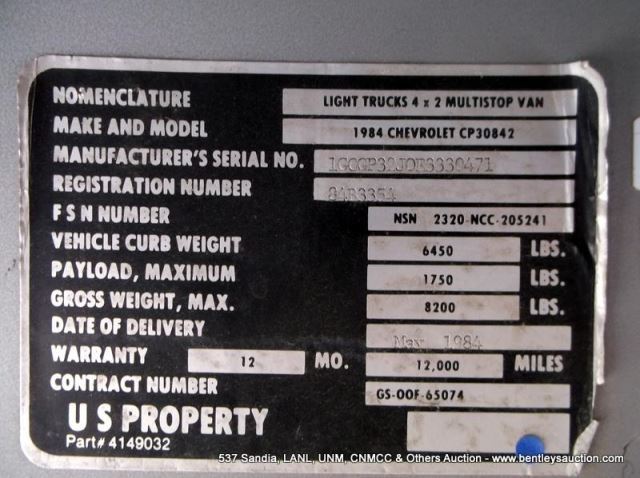 NOMENCLATURE LIGHT TRUCKS 4 x 2 MULTISTOP VAN
MAKE AND MODEL 1984 CHEVROLET CP30842
MANUFACTURER'S SERIAL NO.
REGISTRATION NUMBER 84B3354
F S N NUMBER NSN 2320-NCC-205241
VEHICLE CURB WEIGHT 6450 LBS.
PAYLOAD, MAXIMUM 1750 LBS.
GROSS WEIGHT, MAX. 8200 LBS.
DATE OF DELIVERY 1984
WARRANTY 12 MO. 12,000 MILES
CONTRACT NUMBER GS-00F-65074
U S PROPERTY
Part# 4149032
537 Sandia, LANL, UNM, CNMCC & Others Auction - www.bentleysauction.com